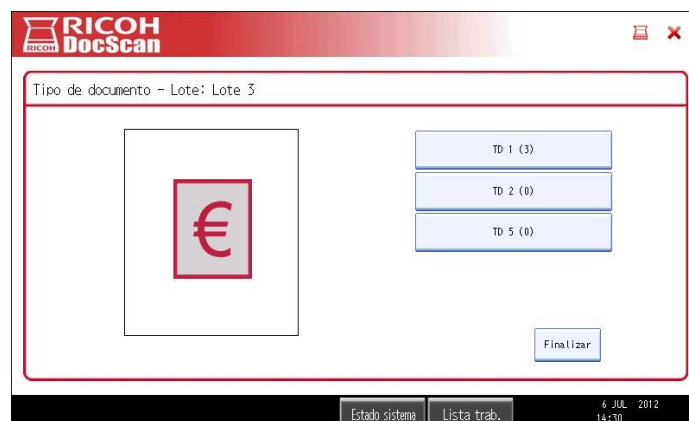 RICOH
RICOH DocScan
Tipo de documento - Lote: Lote 3
TD 1 (3)
TD 2 (0)
TD 5 (0)
€
Finalizar
Estado sistema
Lista trab.
6 JUL 2012
14:30